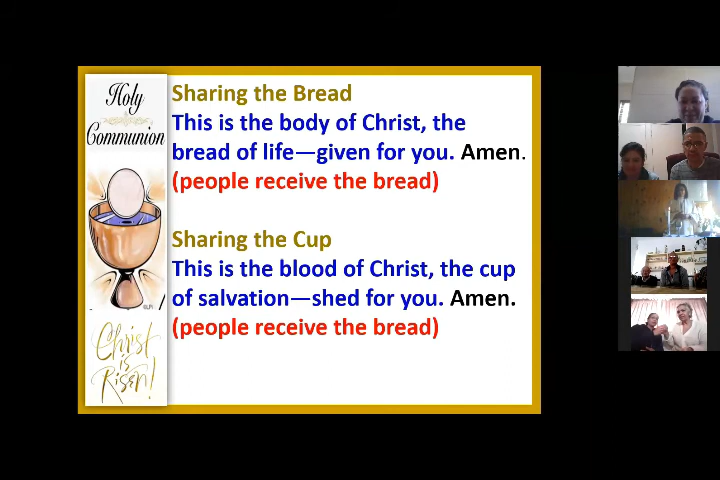 Holy
Communion
Christ
is
Risen!
Sharing the Bread
This is the body of Christ, the
bread of life—given for you. Amen.
(people receive the bread)
Sharing the Cup
This is the blood of Christ, the cup
of salvation—shed for you. Amen.
(people receive the bread)